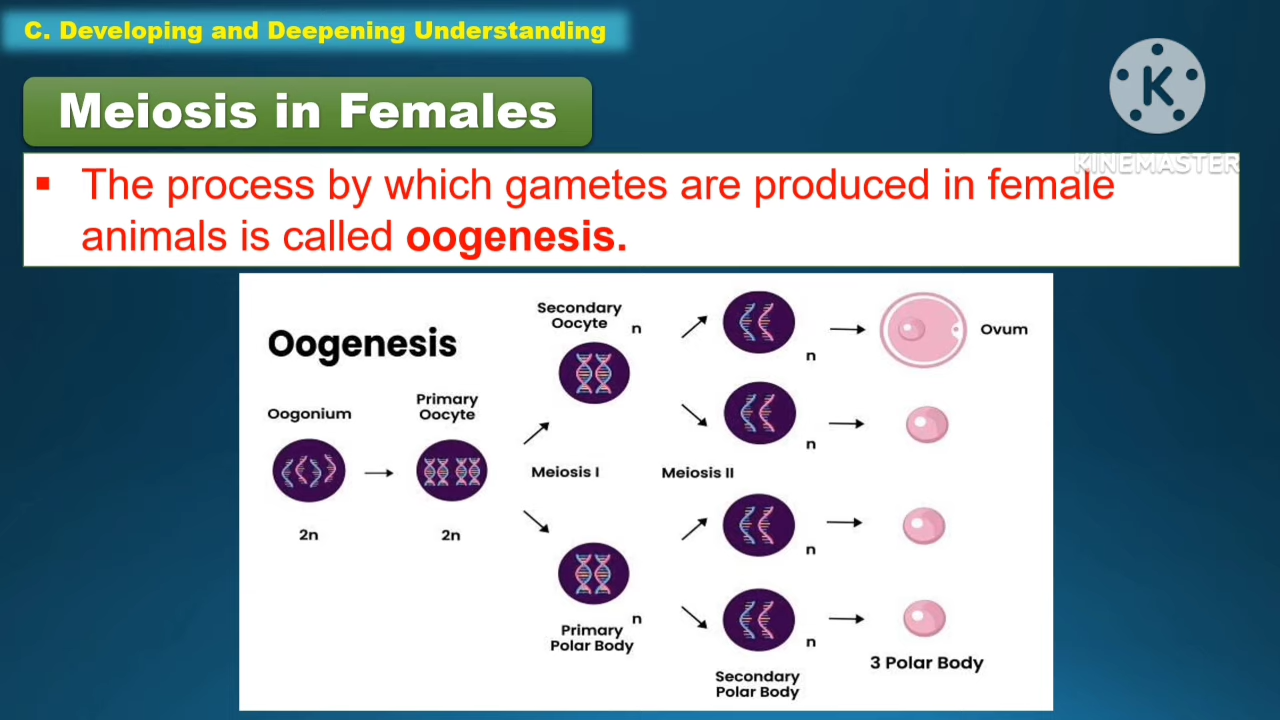 C. Developing and Deepening Understanding
Meiosis in Females
K
KINEMASTER
▪ The process by which gametes are produced in female
animals is called oogenesis.
Oogenesis
Oogonium
2n
Primary
Oocyte
2n
Secondary
Oocyte
n
Meiosis I
Primary
Polar Body
n
Meiosis II
n
n
n
n
Secondary
Polar Body
Ovum
3 Polar Body